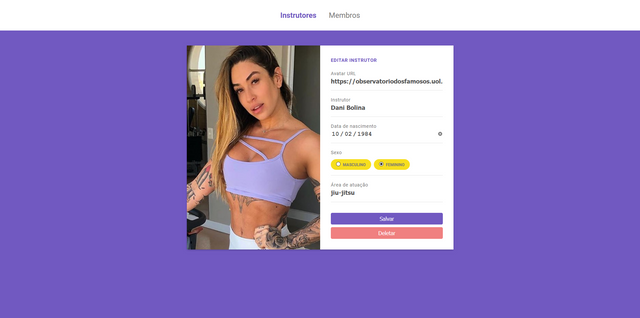 Instrutores Membros
EDITAR INSTRUTOR
Avatar URL
https://observatoriodosfamosos.uol.
Instrutor
Dani Bolina
Data de nascimento
10 / 02 / 1984
Sexo
MASCULINO FEMININO
Área de atuação
Jiu-jitsu
Salvar
Deletar